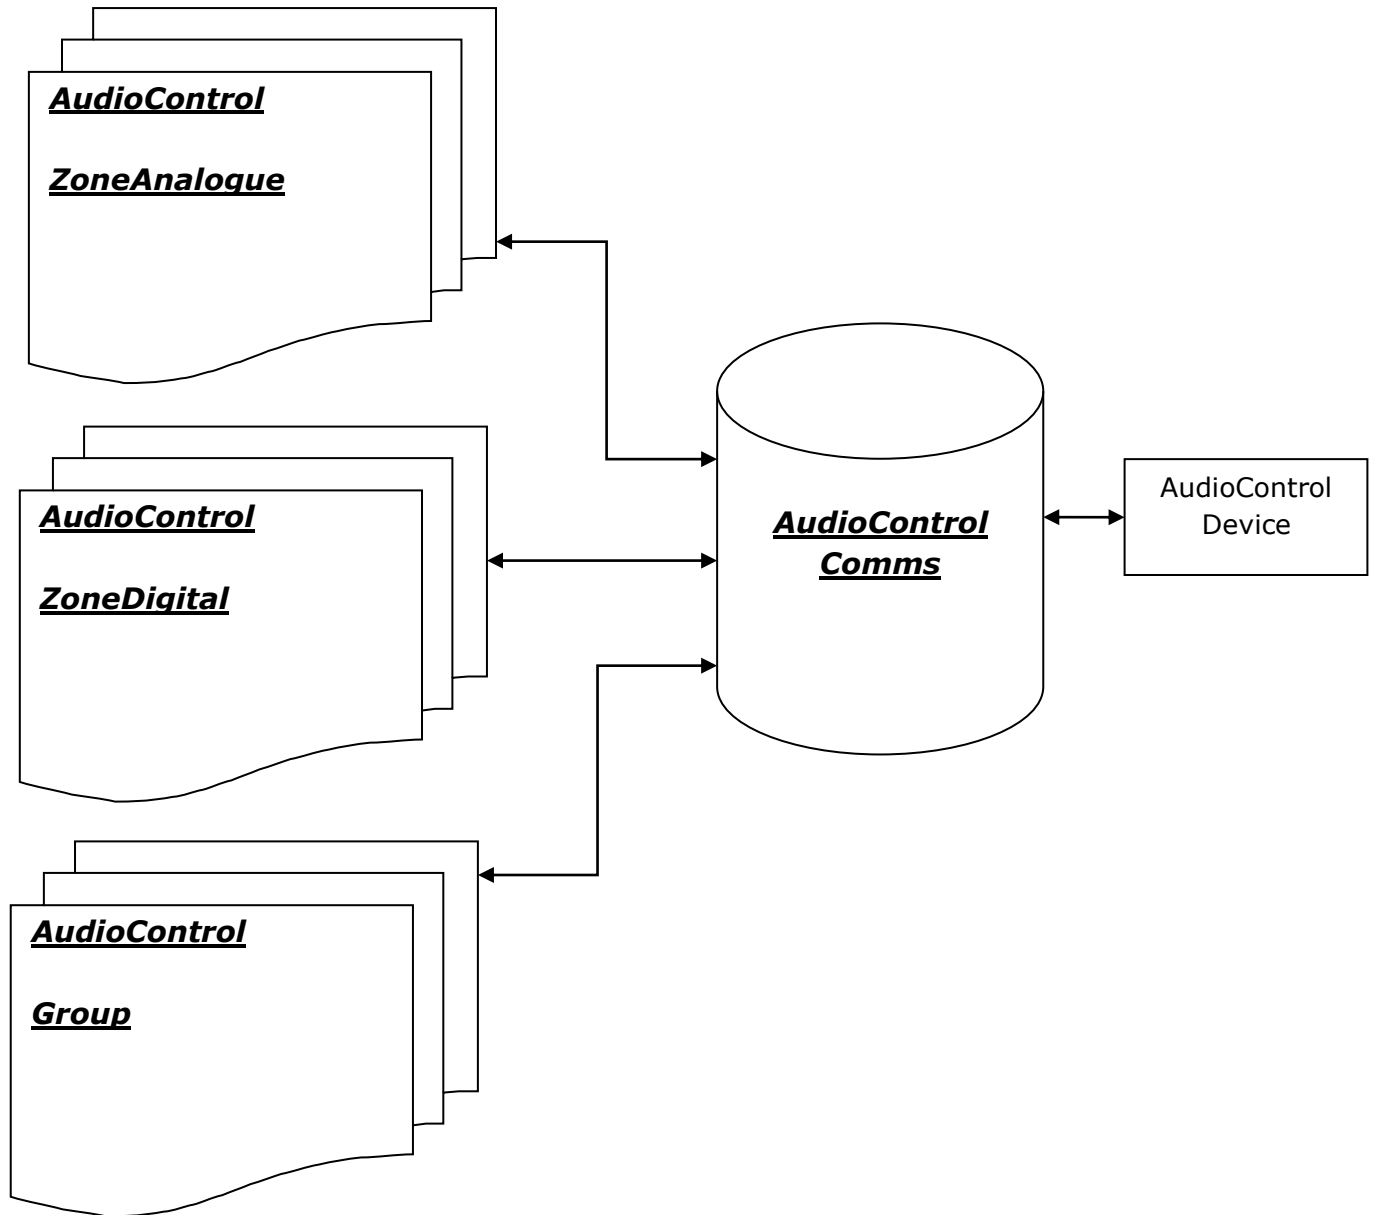 AudioControl
ZoneAnalogue
AudioControl
ZoneDigital
AudioControl
Group
AudioControl
Comms
AudioControl
Device